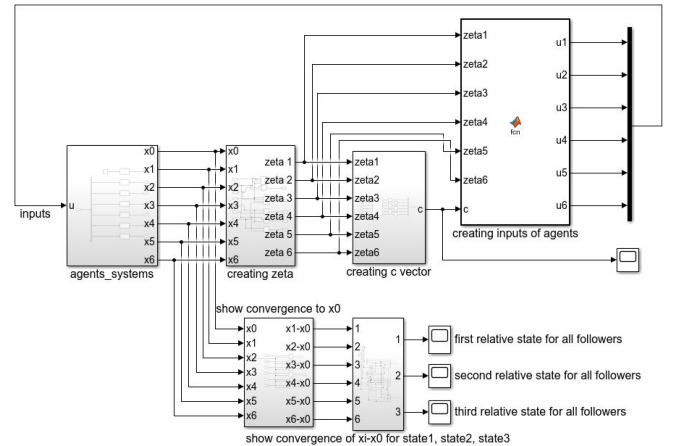 inputs
u
x0
x1
x2
x3
x4
x5
x6
agents_systems
x0
x1
x2
x3
x4
x5
x6
zeta 1
zeta 2
zeta 3
zeta 4
zeta 5
zeta 6
creating zeta
zeta1
zeta2
zeta3
zeta4
zeta5
zeta6
c
creating c vector
zeta1
zeta2
zeta3
zeta4
zeta5
zeta6
c
fcn
u1
u2
u3
u4
u5
u6
creating inputs of agents
show convergence to x0
x0
x1
x2
x3
x4
x5
x6
x1-x0
x2-x0
x3-x0
x4-x0
x5-x0
x6-x0
1
2
3
4
5
6
1
2
3
first relative state for all followers
second relative state for all followers
third relative state for all followers
show convergence of xi-x0 for state1, state2, state3